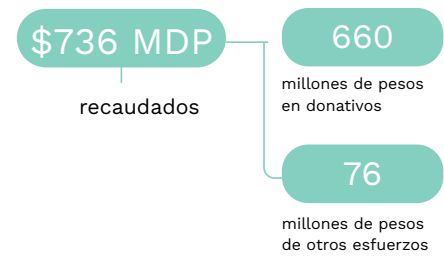 $736 MDP
recaudados
660
millones de pesos
en donativos
76
millones de pesos
de otros esfuerzos